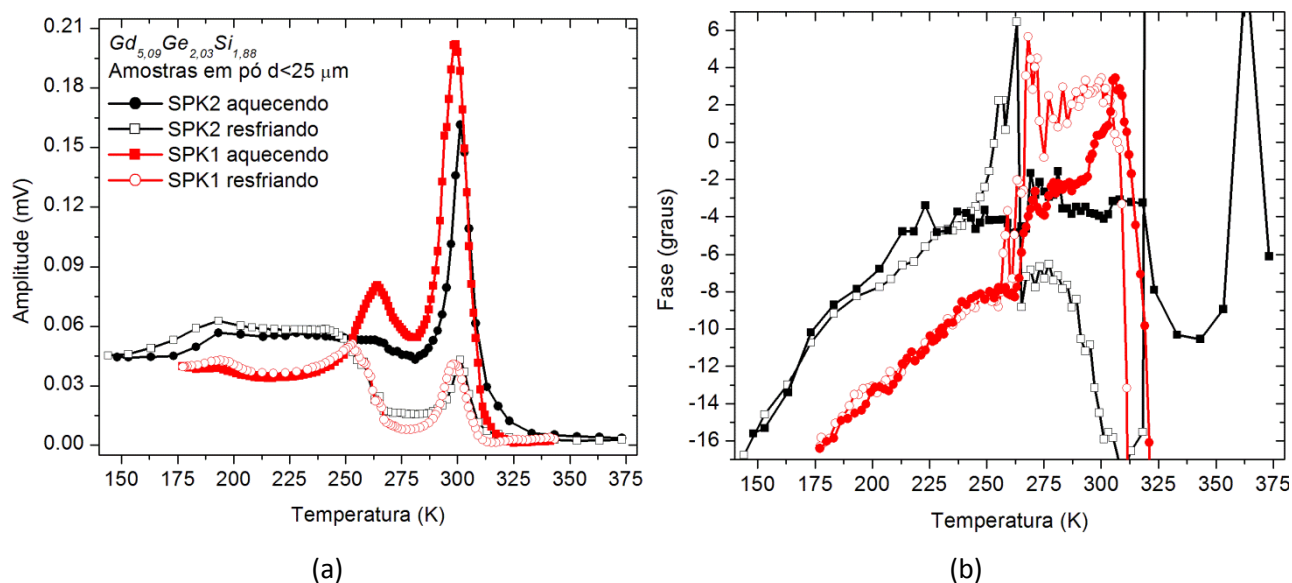 0.21
0.18
0.15
0.12
0.09
0.06
0.03
0.00
Amplitude (mV)
Gd5,09Ge2,03Si1,88
Amostras em pó d<25 μm
SPK2 aquecendo
SPK2 resfriando
SPK1 aquecendo
SPK1 resfriando
150 175 200 225 250 275 300 325 350 375
Temperatura (K)
(a)
6
4
2
0
-2
-4
-6
-8
-10
-12
-14
-16
Fase (graus)
150 175 200 225 250 275 300 325 350 375
Temperatura (K)
(b)